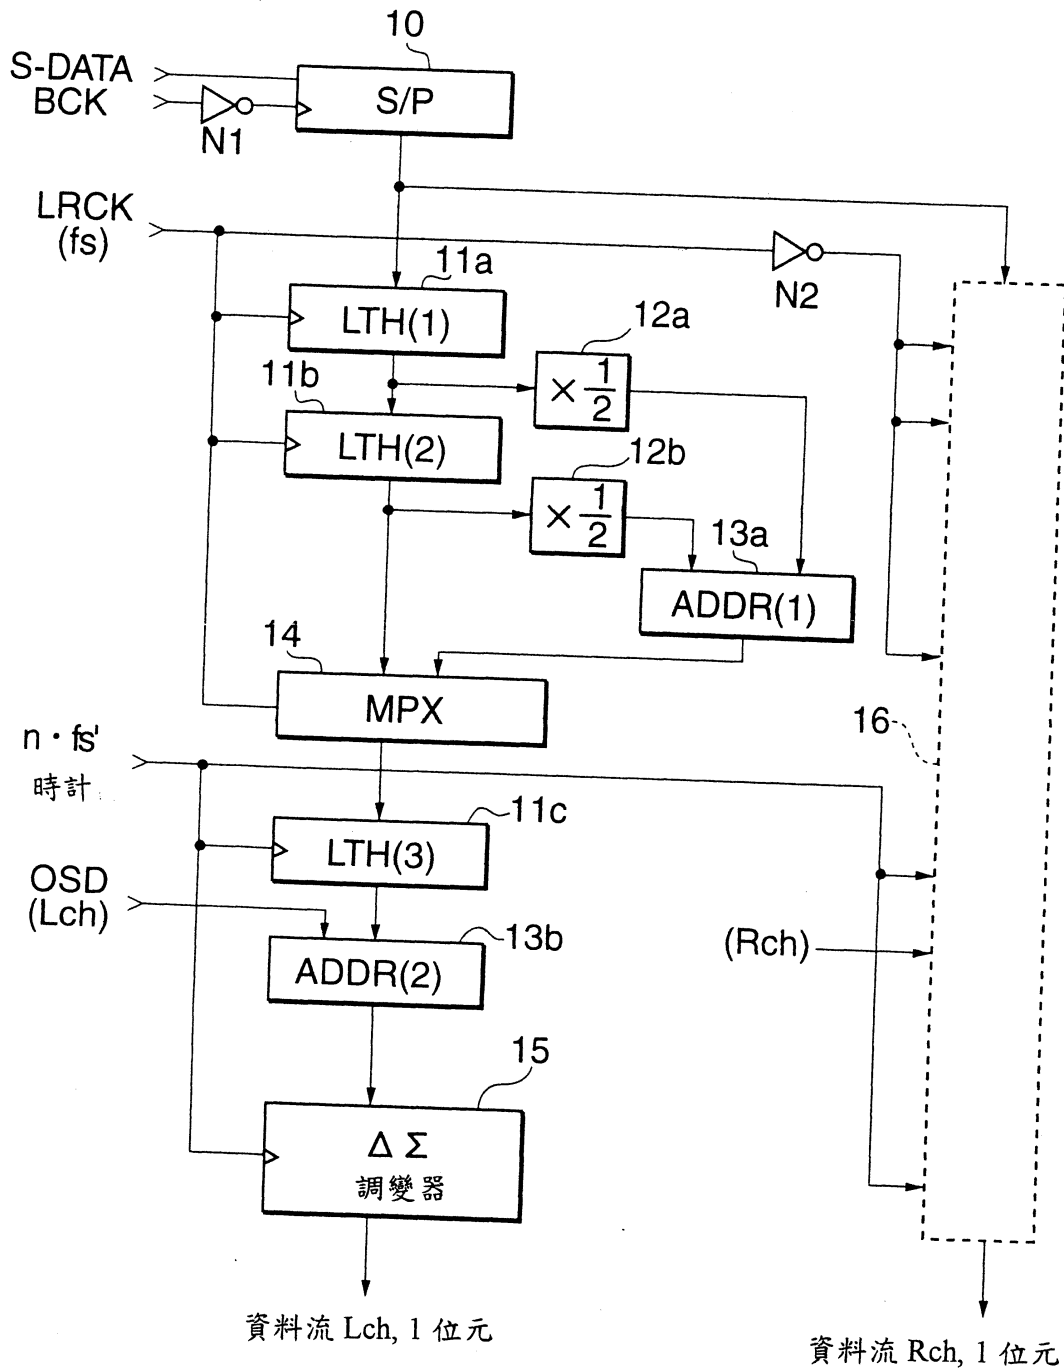 10
S-DATA
BCK
S/P
N1
LRCK
(fs)
11a
N2
LTH(1)
12a
× 1/2
11b
LTH(2)
12b
× 1/2
13a
ADDR(1)
14
MPX
16
n・fs'
時計
11c
LTH(3)
OSD
(Lch)
13b
(Rch)
ADDR(2)
15
Δ Σ
調變器
資料流 Lch, 1 位元
資料流 Rch, 1 位元